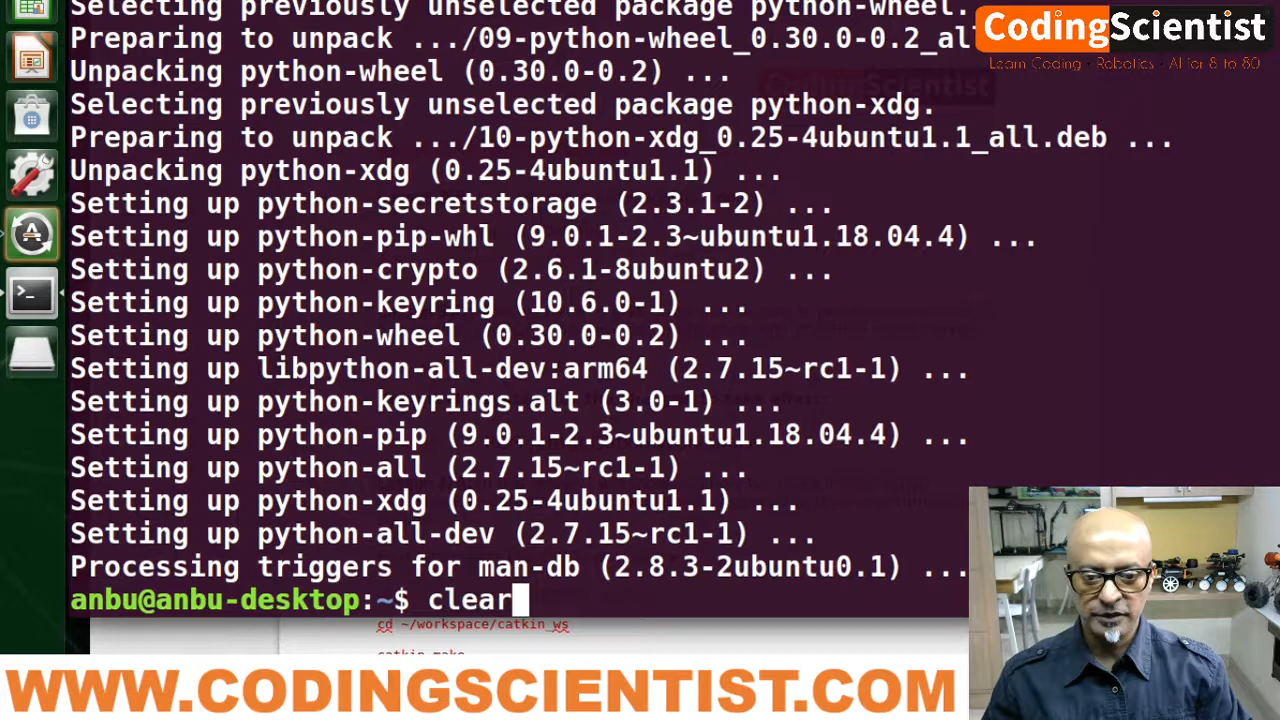 Selecting previously unselected package python-wheel.
Preparing to unpack .../09-python-wheel_0.30.0-0.2_al
CodingScientist
Learn Coding · Robotics · AI for 8 to 80
Unpacking python-wheel (0.30.0-0.2) ...
Selecting previously unselected package python-xdg.
Preparing to unpack .../10-python-xdg_0.25-4ubuntu1.1_all.deb ...
Unpacking python-xdg (0.25-4ubuntu1.1) ...
Setting up python-secretstorage (2.3.1-2) ...
Setting up python-pip-whl (9.0.1-2.3~ubuntu1.18.04.4) ...
Setting up python-crypto (2.6.1-8ubuntu2) ...
Setting up python-keyring (10.6.0-1) ...
Setting up python-wheel (0.30.0-0.2) ...
Setting up libpython-all-dev:arm64 (2.7.15~rc1-1) ...
Setting up python-keyrings.alt (3.0-1) ...
Setting up python-pip (9.0.1-2.3~ubuntu1.18.04.4) ...
Setting up python-all (2.7.15~rc1-1) ...
Setting up python-xdg (0.25-4ubuntu1.1) ...
Setting up python-all-dev (2.7.15~rc1-1) ...
Processing triggers for man-db (2.8.3-2ubuntu0.1) ...
anbu@anbu-desktop:~$ clear
cd ~/workspace/catkin_ws
WWW.CODINGSCIENTIST.COM